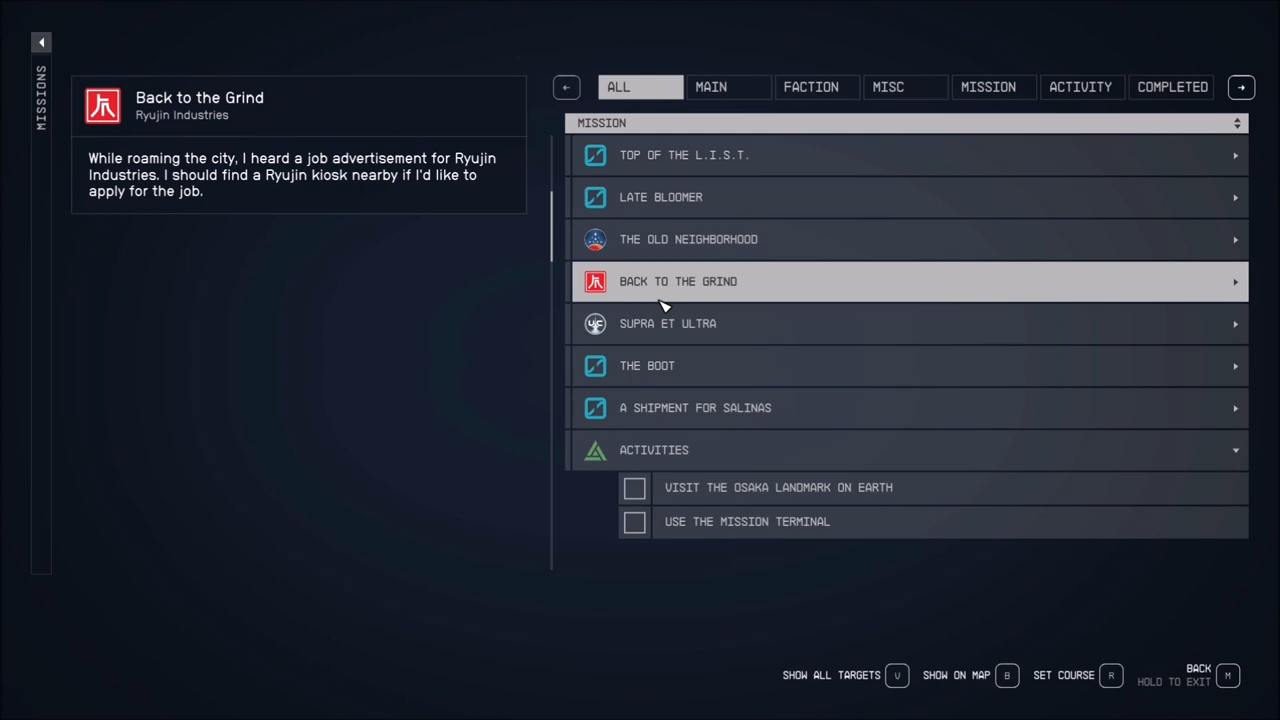 MISSIONS
Back to the Grind
Ryujin Industries
While roaming the city, I heard a job advertisement for Ryujin
Industries. I should find a Ryujin kiosk nearby if I'd like to
apply for the job.
ALL MAIN FACTION MISC MISSION ACTIVITY COMPLETED
MISSION
TOP OF THE L.I.S.T.
LATE BLOOMER
THE OLD NEIGHBORHOOD
BACK TO THE GRIND
UC SUPRA ET ULTRA
THE BOOT
A SHIPMENT FOR SALINAS
ACTIVITIES
VISIT THE OSAKA LANDMARK ON EARTH
USE THE MISSION TERMINAL
SHOW ALL TARGETS V SHOW ON MAP B SET COURSE R BACK M
HOLD TO EXIT